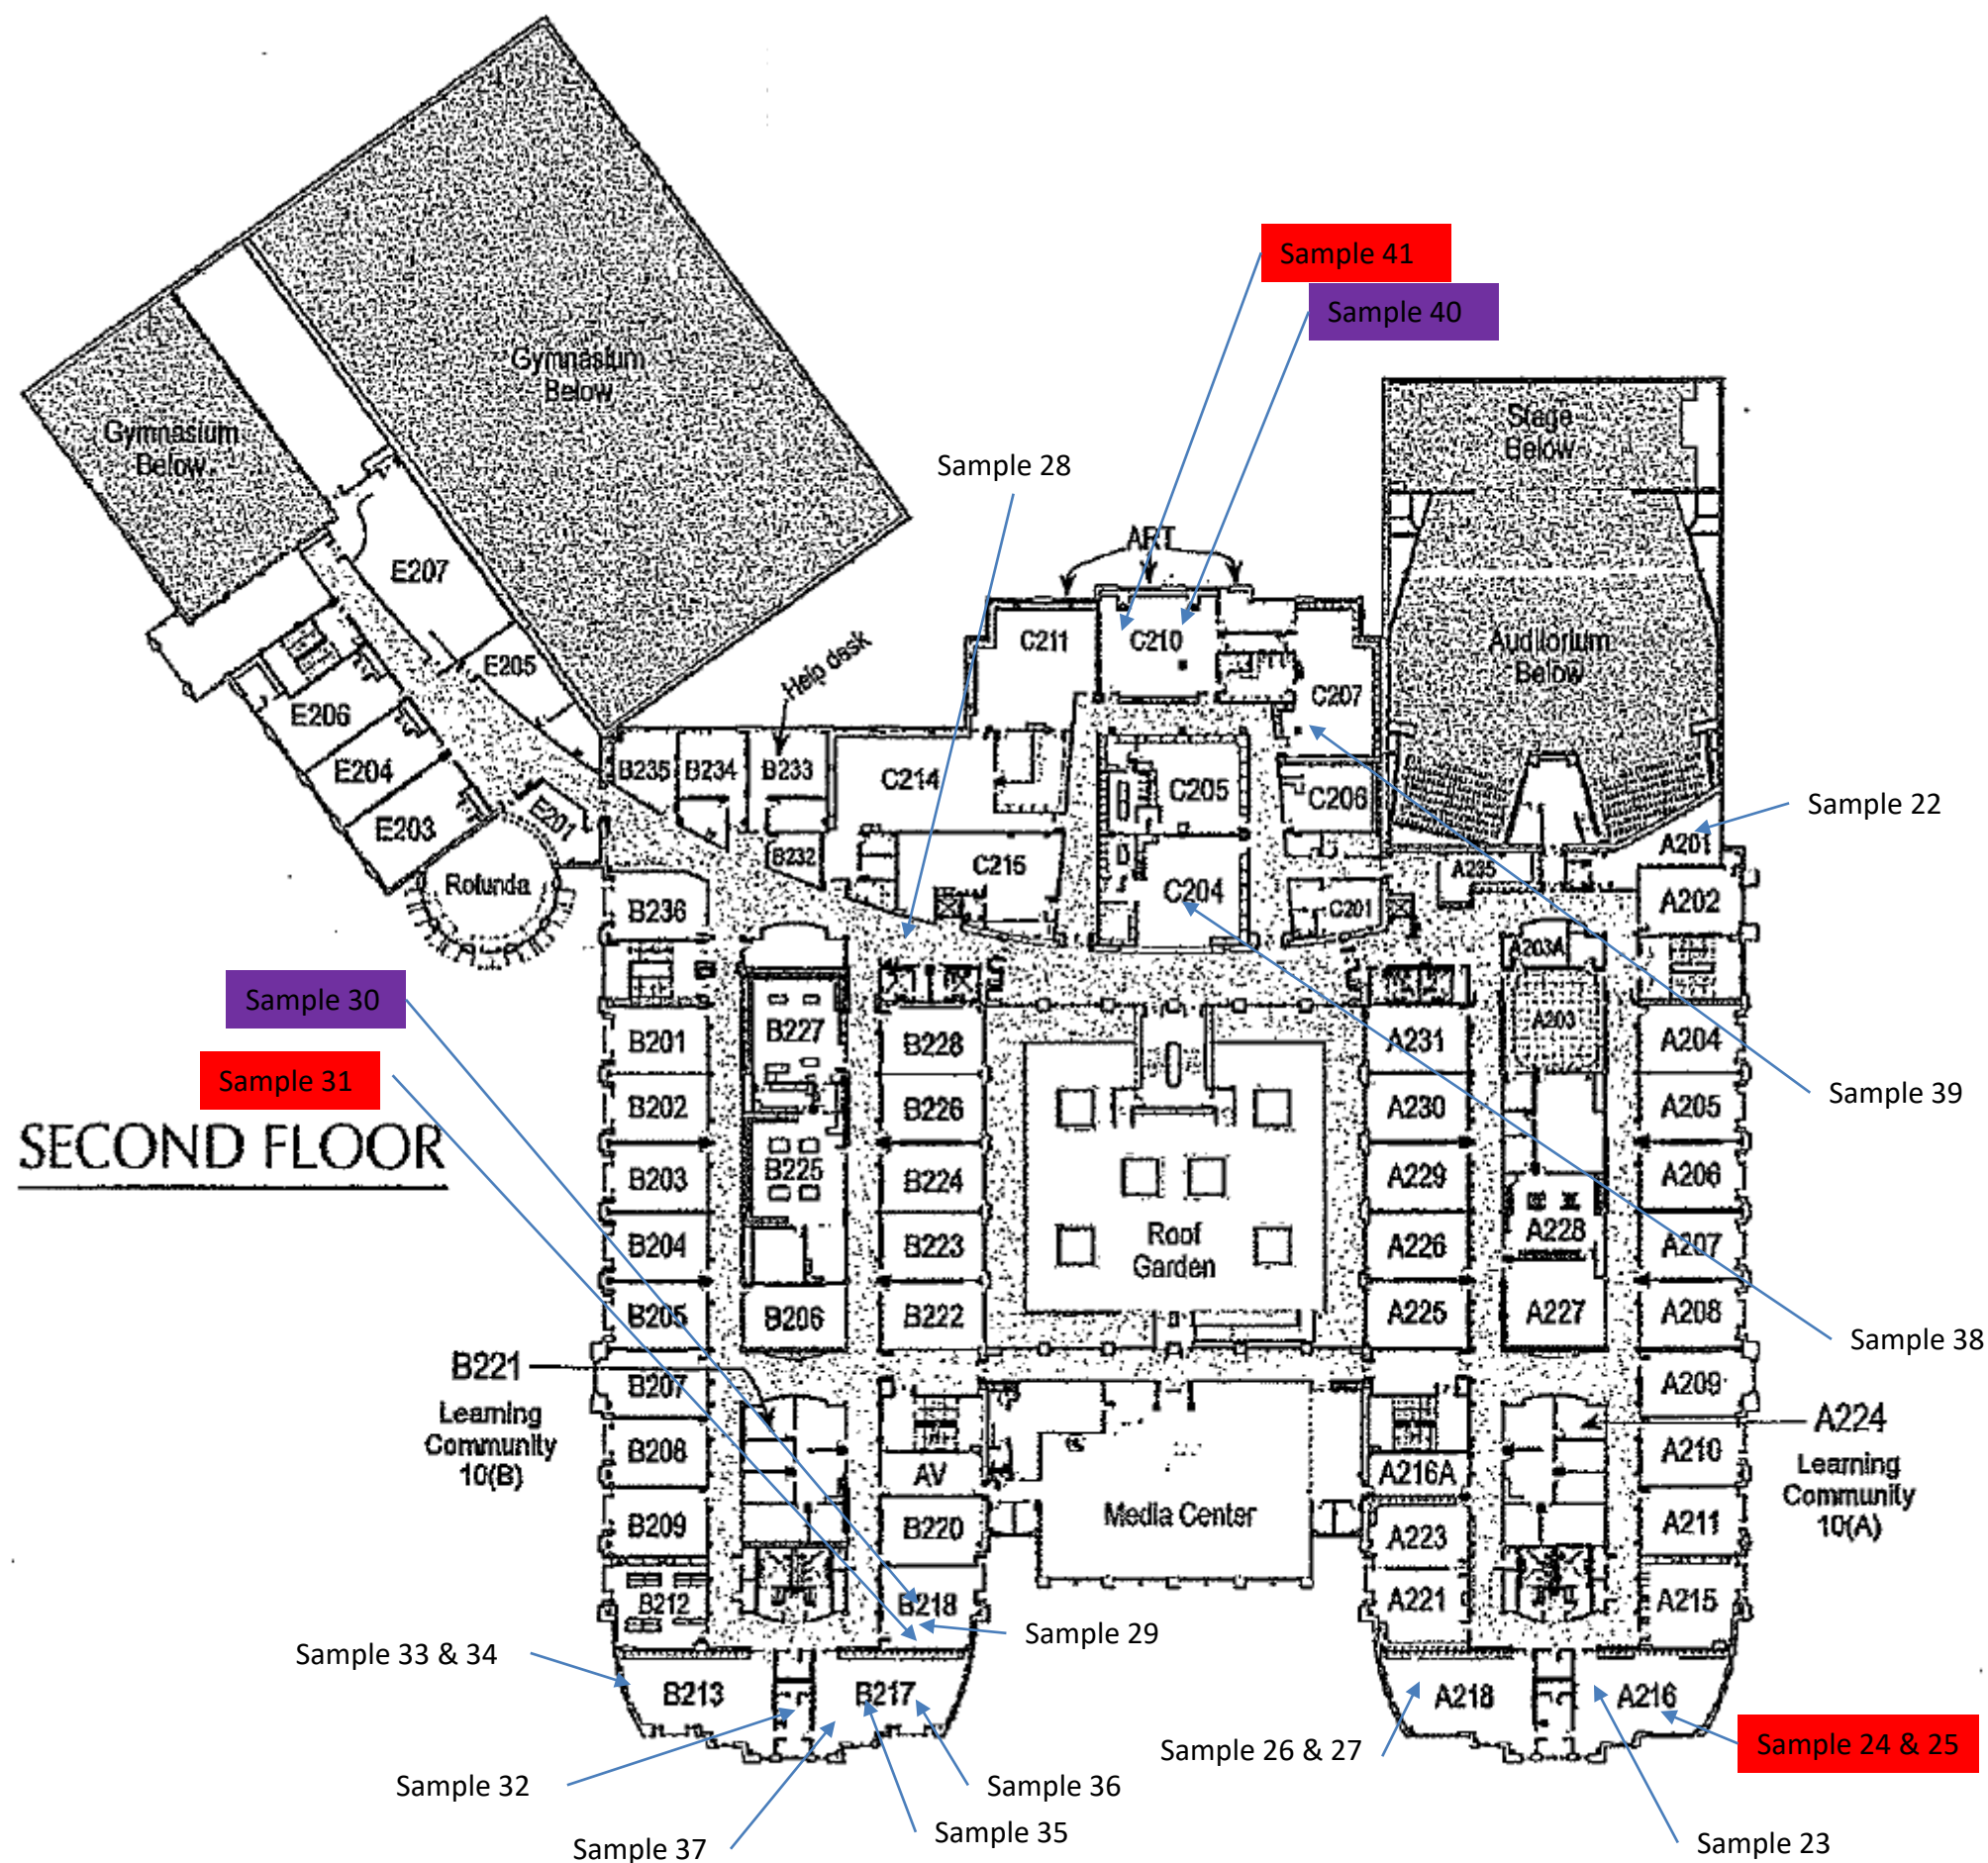 Sample 41
Sample 40
Gymnasium
Below
Stage
Below
Gymnasium
Below
Sample 28
ART
E207
C211
C210
Auditorium
Below
E205
Help desk
C207
E206
B235
B234
B233
C214
C205
C206
E204
Sample 22
E203
E201
B232
C215
A201
A235
Rotunda
B236
C204
C201
A202
A203A
Sample 30
B227
A203
B201
B228
A231
A204
Sample 31
Sample 39
B202
B226
A230
A205
SECOND FLOOR
B203
B225
B224
A229
A206
B204
B223
Roof
Garden
A226
A228
A207
B205
B206
B222
A225
A227
A208
Sample 38
B221
B207
A209
Learning
Community
10(B)
A224
B208
A210
Learning
Community
10(A)
AV
A216A
B209
B220
Media Center
A223
A211
B212
B218
A221
A215
Sample 29
Sample 33 & 34
B213
B217
A218
A216
Sample 26 & 27
Sample 24 & 25
Sample 32
Sample 36
Sample 35
Sample 37
Sample 23